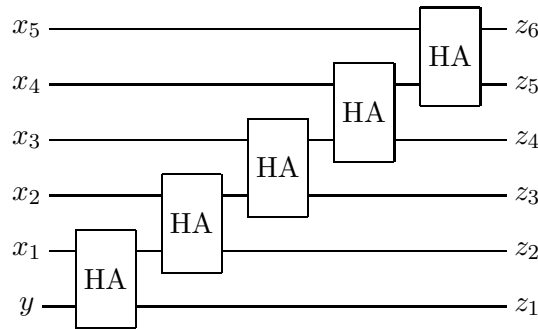 x₅ z₆
HA
x₄ z₅
HA
x₃ z₄
HA
x₂ z₃
HA
x₁ z₂
HA
y z₁